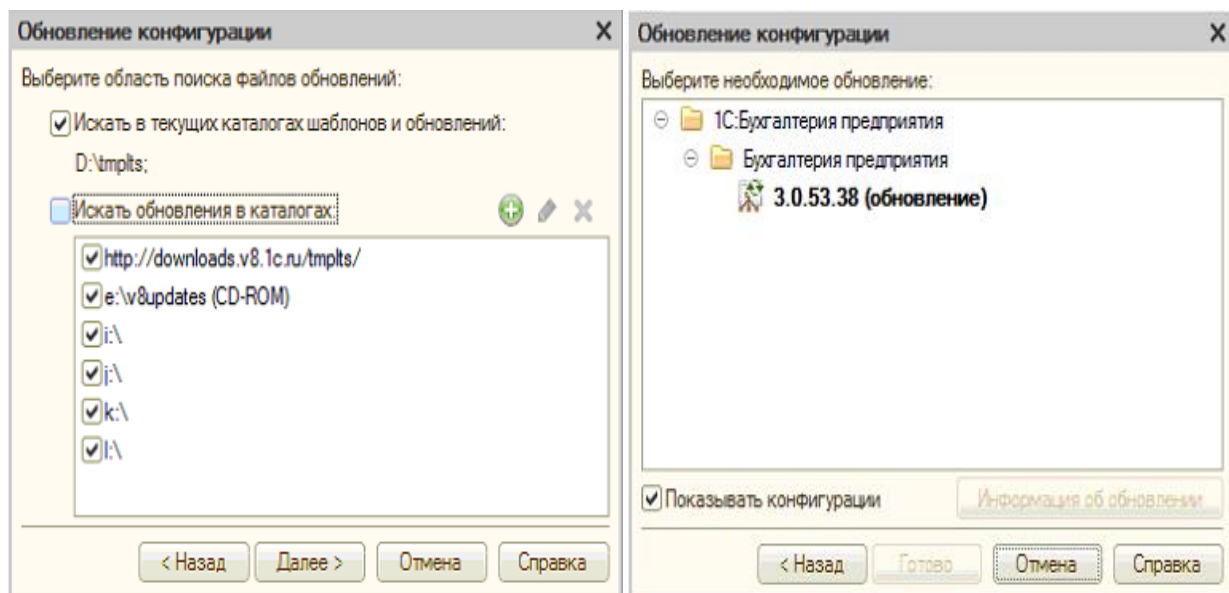 Обновление конфигурации
Выберите область поиска файлов обновлений:
Искать в текущих каталогах шаблонов и обновлений:
D:\tmplts;
Искать обновления в каталогах:
http://downloads.v8.1c.ru/tmplts/
e:\v8updates (CD-ROM)
i:\
j:\
k:\
l:\
< Назад
Далее >
Отмена
Справка
Обновление конфигурации
Выберите необходимое обновление:
1С:Бухгалтерия предприятия
Бухгалтерия предприятия
3.0.53.38 (обновление)
Показывать конфигурации
Информация об обновлении
< Назад
Готово
Отмена
Справка